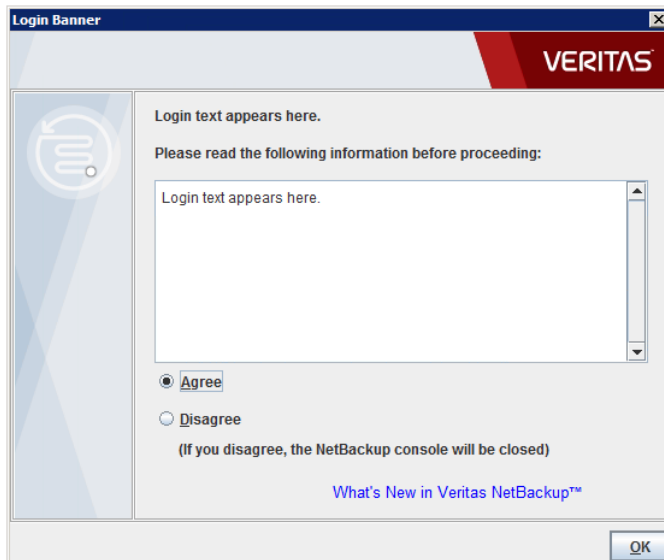 Login Banner
VERITAS
Login text appears here.
Please read the following information before proceeding:
Login text appears here.
Agree
Disagree
(If you disagree, the NetBackup console will be closed)
What's New in Veritas NetBackup™
OK